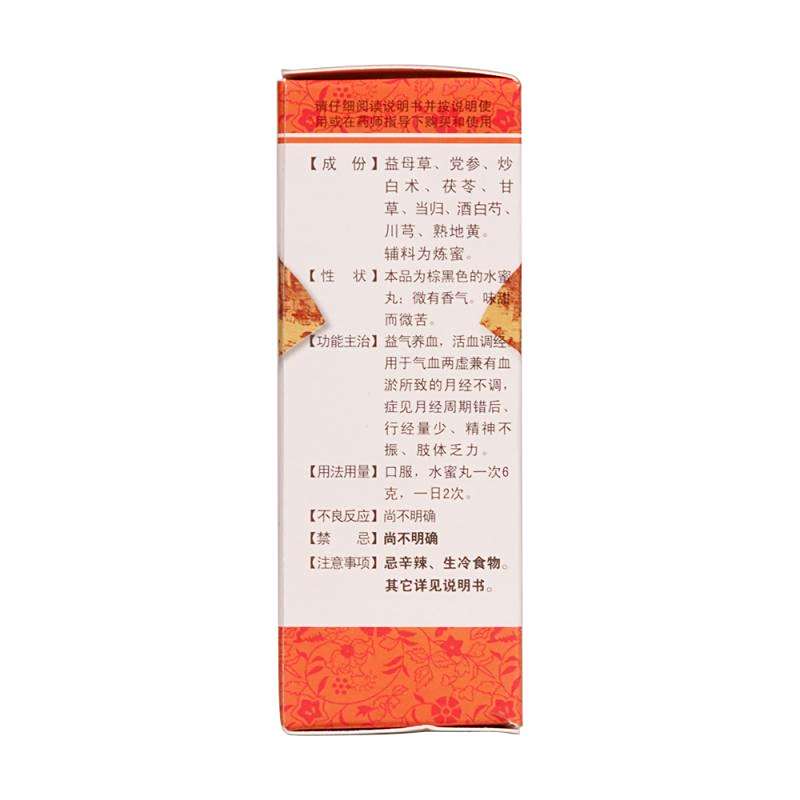 请仔细阅读说明书并按说明使
用或在药师指导下购买和使用
【成 份】益母草、党参、炒
白术、茯苓、甘
草、当归、酒白芍、
川芎、熟地黄。
辅料为炼蜜。
【性 状】本品为棕黑色的水蜜
丸；微有香气。味甜
而微苦。
【功能主治】益气养血，活血调经。
用于气血两虚兼有血
淤所致的月经不调，
症见月经周期错后、
行经量少、精神不
振、肢体乏力。
【用法用量】口服，水蜜丸一次6
克，一日2次。
【不良反应】尚不明确
【禁 忌】尚不明确
【注意事项】忌辛辣、生冷食物。
其它详见说明书。